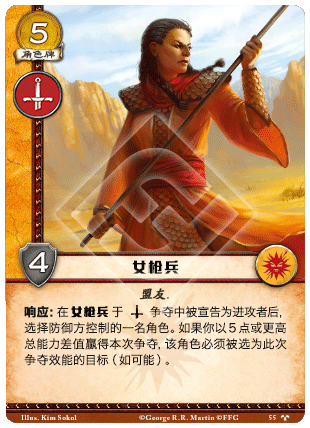 5
角色牌
4
女枪兵
盟友.
响应: 在 女枪兵 于 争夺中被宣告为进攻者后,
选择防御方控制的一名角色。如果你以 5 点或更高
总能力差值赢得本次争夺, 该角色必须被选为此次
争夺效能的目标 (如可能) 。
Illus. Kim Sokol ©George R.R. Martin ©FFG 55